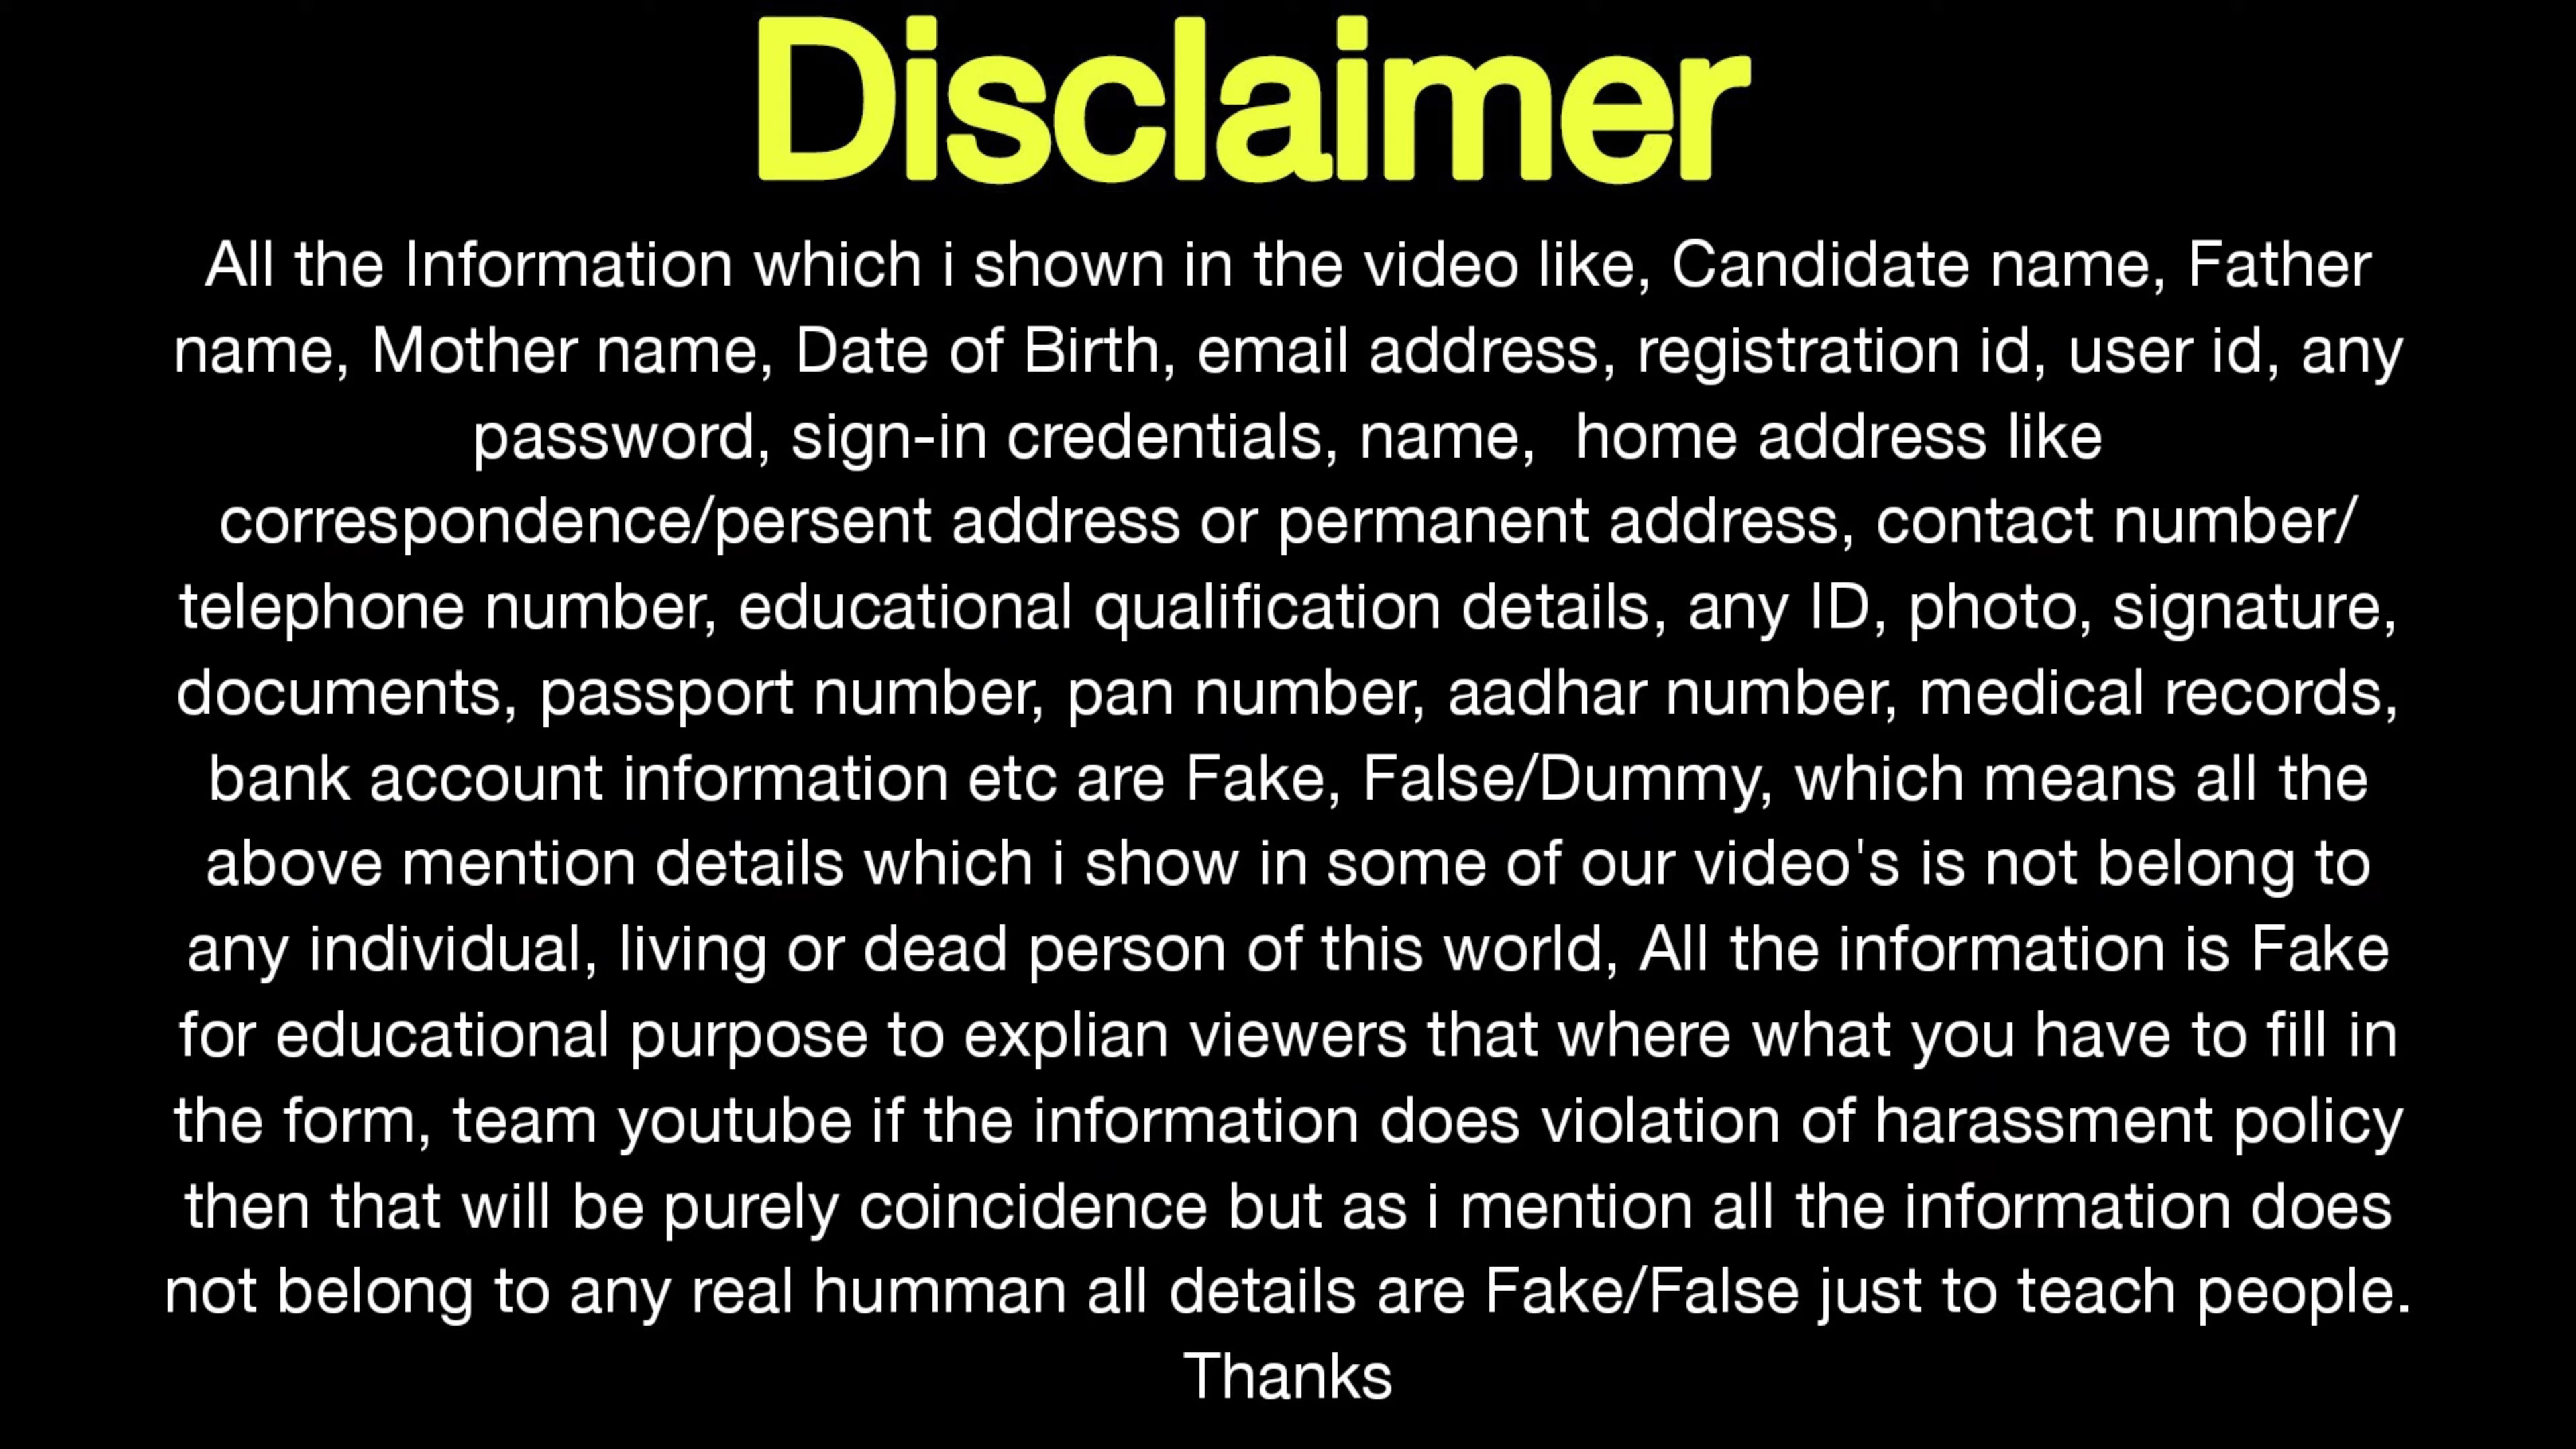 Disclaimer
All the Information which i shown in the video like, Candidate name, Father
name, Mother name, Date of Birth, email address, registration id, user id, any
password, sign-in credentials, name,  home address like
correspondence/persent address or permanent address, contact number/
telephone number, educational qualification details, any ID, photo, signature,
documents, passport number, pan number, aadhar number, medical records,
bank account information etc are Fake, False/Dummy, which means all the
above mention details which i show in some of our video's is not belong to
any individual, living or dead person of this world, All the information is Fake
for educational purpose to explian viewers that where what you have to fill in
the form, team youtube if the information does violation of harassment policy
then that will be purely coincidence but as i mention all the information does
not belong to any real humman all details are Fake/False just to teach people.
Thanks